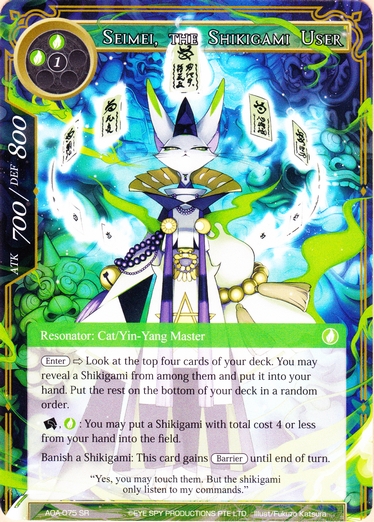 SEIMEI, THE SHIKIGAMI USER
1
ATK 700 / DEF 800
Resonator: Cat/Yin-Yang Master
Enter ⇨ Look at the top four cards of your deck. You may
reveal a Shikigami from among them and put it into your
hand. Put the rest on the bottom of your deck in a random
order.
, : You may put a Shikigami with total cost 4 or less
from your hand into the field.
Banish a Shikigami: This card gains Barrier until end of turn.
"Yes, you may touch them. But the shikigami
only listen to my commands."
AOA-075 SR
©EYE SPY PRODUCTIONS PTE LTD Illust/Fukuro Katsura